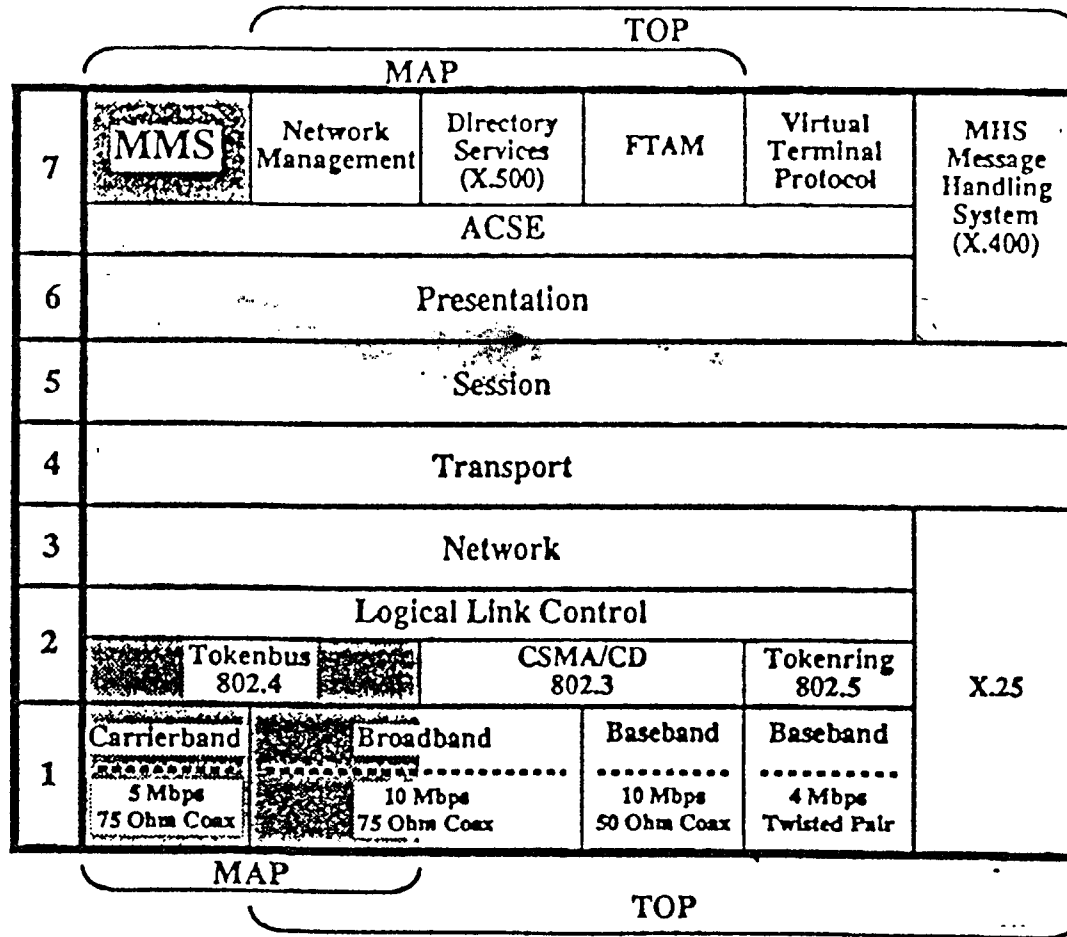 TOP
MAP
7
MMS
Network
Management
Directory
Services
(X.500)
FTAM
Virtual
Terminal
Protocol
MHS
Message
Handling
System
(X.400)
ACSE
6
Presentation
5
Session
4
Transport
3
Network
2
Logical Link Control
Tokenbus
802.4
CSMA/CD
802.3
Tokenring
802.5
X.25
1
Carrierband
5 Mbps
75 Ohm Coax
Broadband
10 Mbps
75 Ohm Coax
Baseband
10 Mbps
50 Ohm Coax
Baseband
4 Mbps
Twisted Pair
MAP
TOP